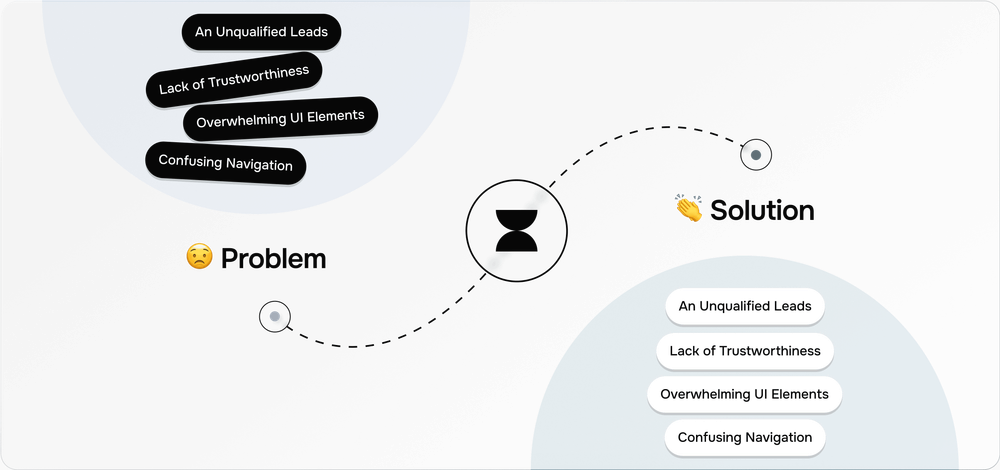 An Unqualified Leads
Lack of Trustworthiness
Overwhelming UI Elements
Confusing Navigation
Problem
Solution
An Unqualified Leads
Lack of Trustworthiness
Overwhelming UI Elements
Confusing Navigation